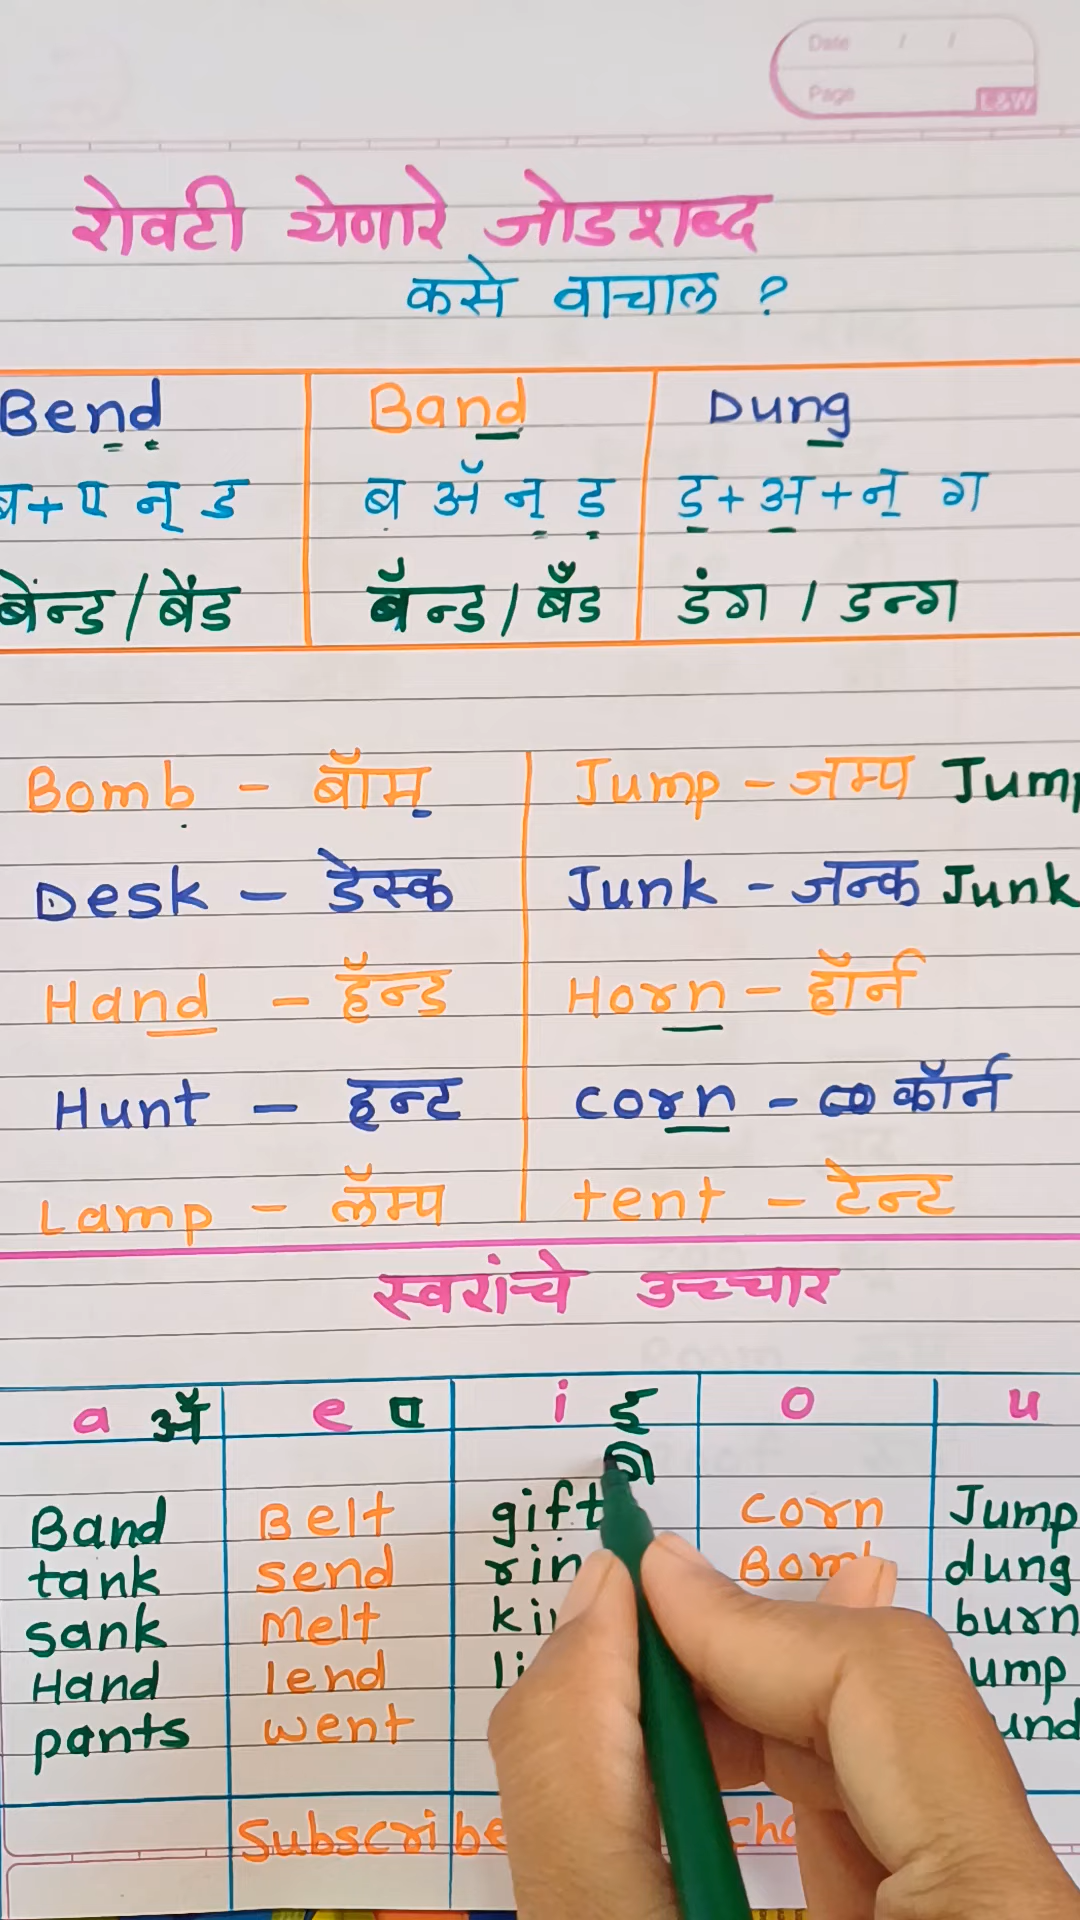 Date / /
Page
L&W
शेवटी येणारे जोडशब्द
कसे वाचाल ?
Bend Band Dung
ब+ए न् ड ब ॲ न् ड् ड्+अ+न् ग
बेंन्ड/बैंड बॅन्ड/बँड डंग / डन्ग
Bomb - बॉम् Jump - जम्प Jump
Desk - डेस्क Junk - जन्क Junk
Hand - हॅन्ड Horn - हॉर्न
Hunt - हन्ट corn - कॉर्न
Lamp - लॅम्प tent - टेन्ट
स्वरांचे उच्चार
a ॲ e ए i इ o u
Band Belt gift corn Jump
tank send dung
sank Melt burn
Hand lend
pants went
Subscribe